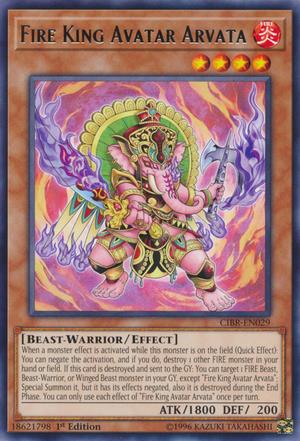 FIRE KING AVATAR ARVATA
FIRE
炎
CIBR-EN029
[BEAST-WARRIOR/EFFECT]
When a monster effect is activated while this monster is on the field (Quick Effect):
You can negate the activation, and if you do, destroy 1 other FIRE monster in your
hand or field. If this card is destroyed and sent to the GY: You can target 1 FIRE Beast,
Beast-Warrior, or Winged Beast monster in your GY, except "Fire King Avatar Arvata";
Special Summon it, but it has its effects negated, also it is destroyed during the End
Phase. You can only use each effect of "Fire King Avatar Arvata" once per turn.
ATK/1800 DEF/ 200
18621798 1st Edition ©1996 KAZUKI TAKAHASHI